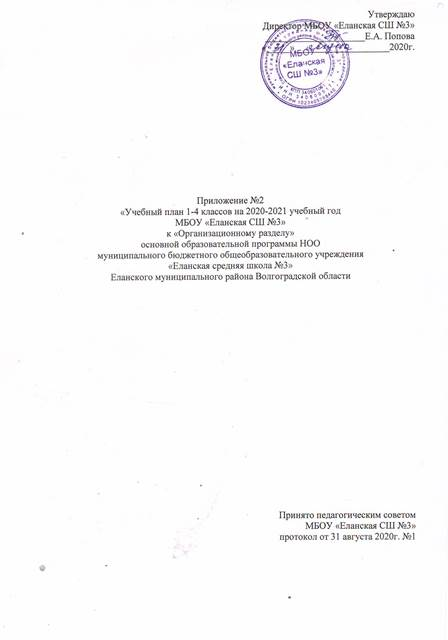 Утверждаю
Директор МБОУ «Еланская СШ №3»
Е.А. Попова
2020г.
МБОУ
«Еланская
СШ №3»
Приложение №2
«Учебный план 1-4 классов на 2020-2021 учебный год
МБОУ «Еланская СШ №3»
к «Организационному разделу»
основной образовательной программы НОО
муниципального бюджетного общеобразовательного учреждения
«Еланская средняя школа №3»
Еланского муниципального района Волгоградской области
Принято педагогическим советом
МБОУ «Еланская СШ №3»
протокол от 31 августа 2020г. №1